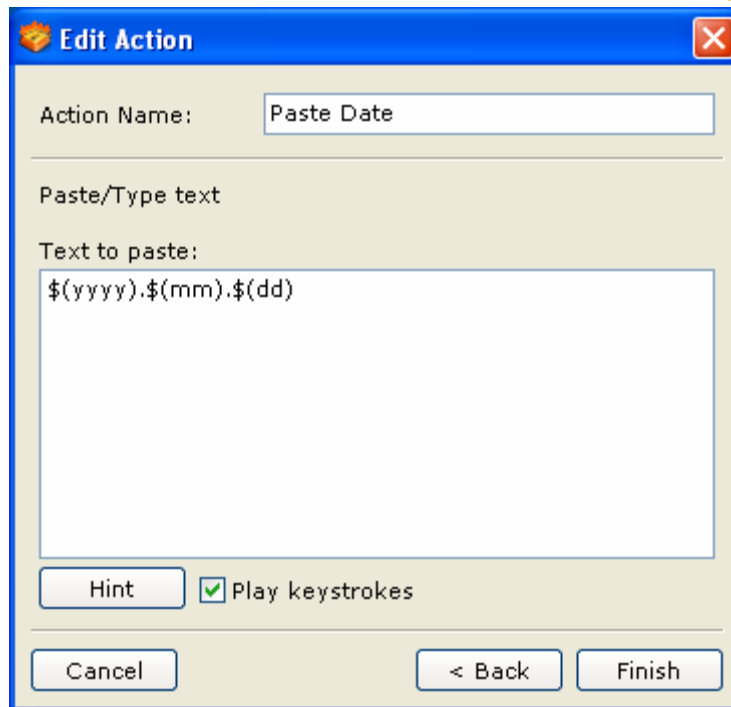 Edit Action
Action Name: Paste Date
Paste/Type text
Text to paste:
$(yyyy).$(mm).$(dd)
Hint Play keystrokes
Cancel < Back Finish